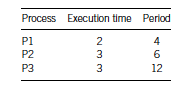 Process Execution time Period
P1 2 4
P2 3 6
P3 3 12